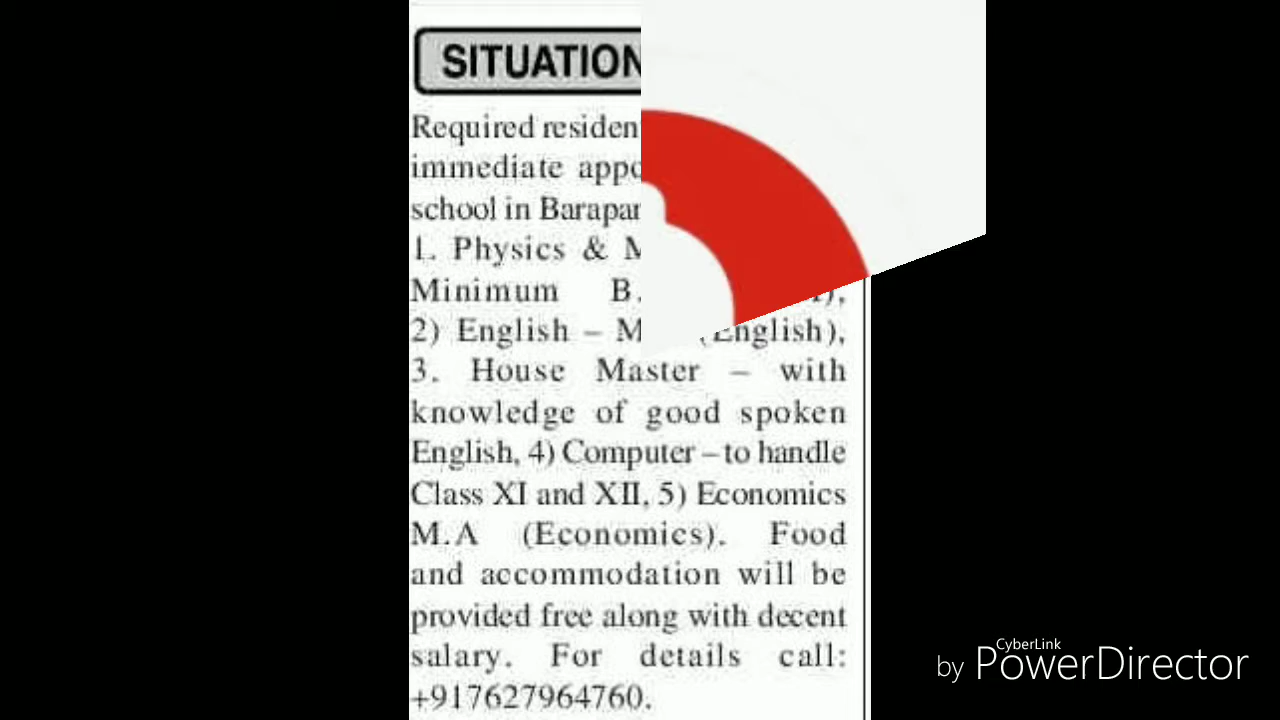 SITUATION
Required residen
immediate appo
school in Barapan
1. Physics & M
Minimum B. ),
2) English – M (English),
3. House Master – with
knowledge of good spoken
English, 4) Computer – to handle
Class XI and XII, 5) Economics
M.A (Economics). Food
and accommodation will be
provided free along with decent
salary. For details call:
+917627964760.
CyberLink
by PowerDirector